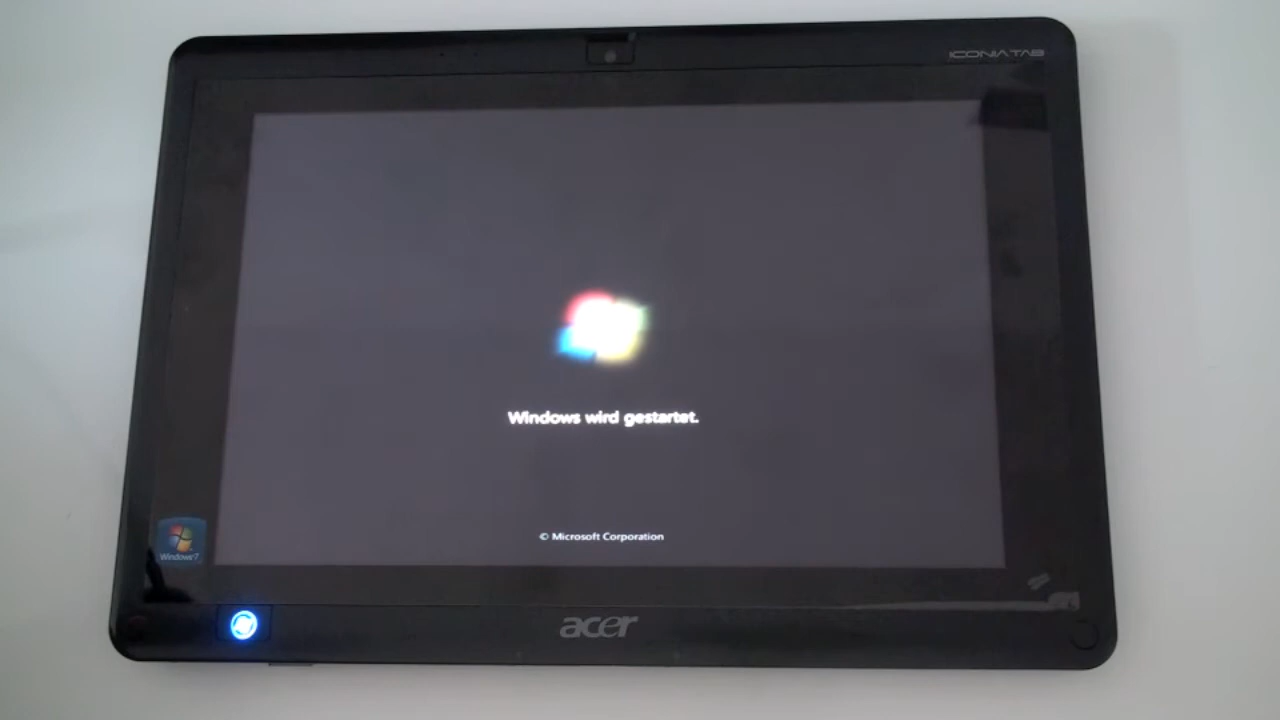 ICONIA TAB
Windows wird gestartet.
© Microsoft Corporation
Windows 7
acer